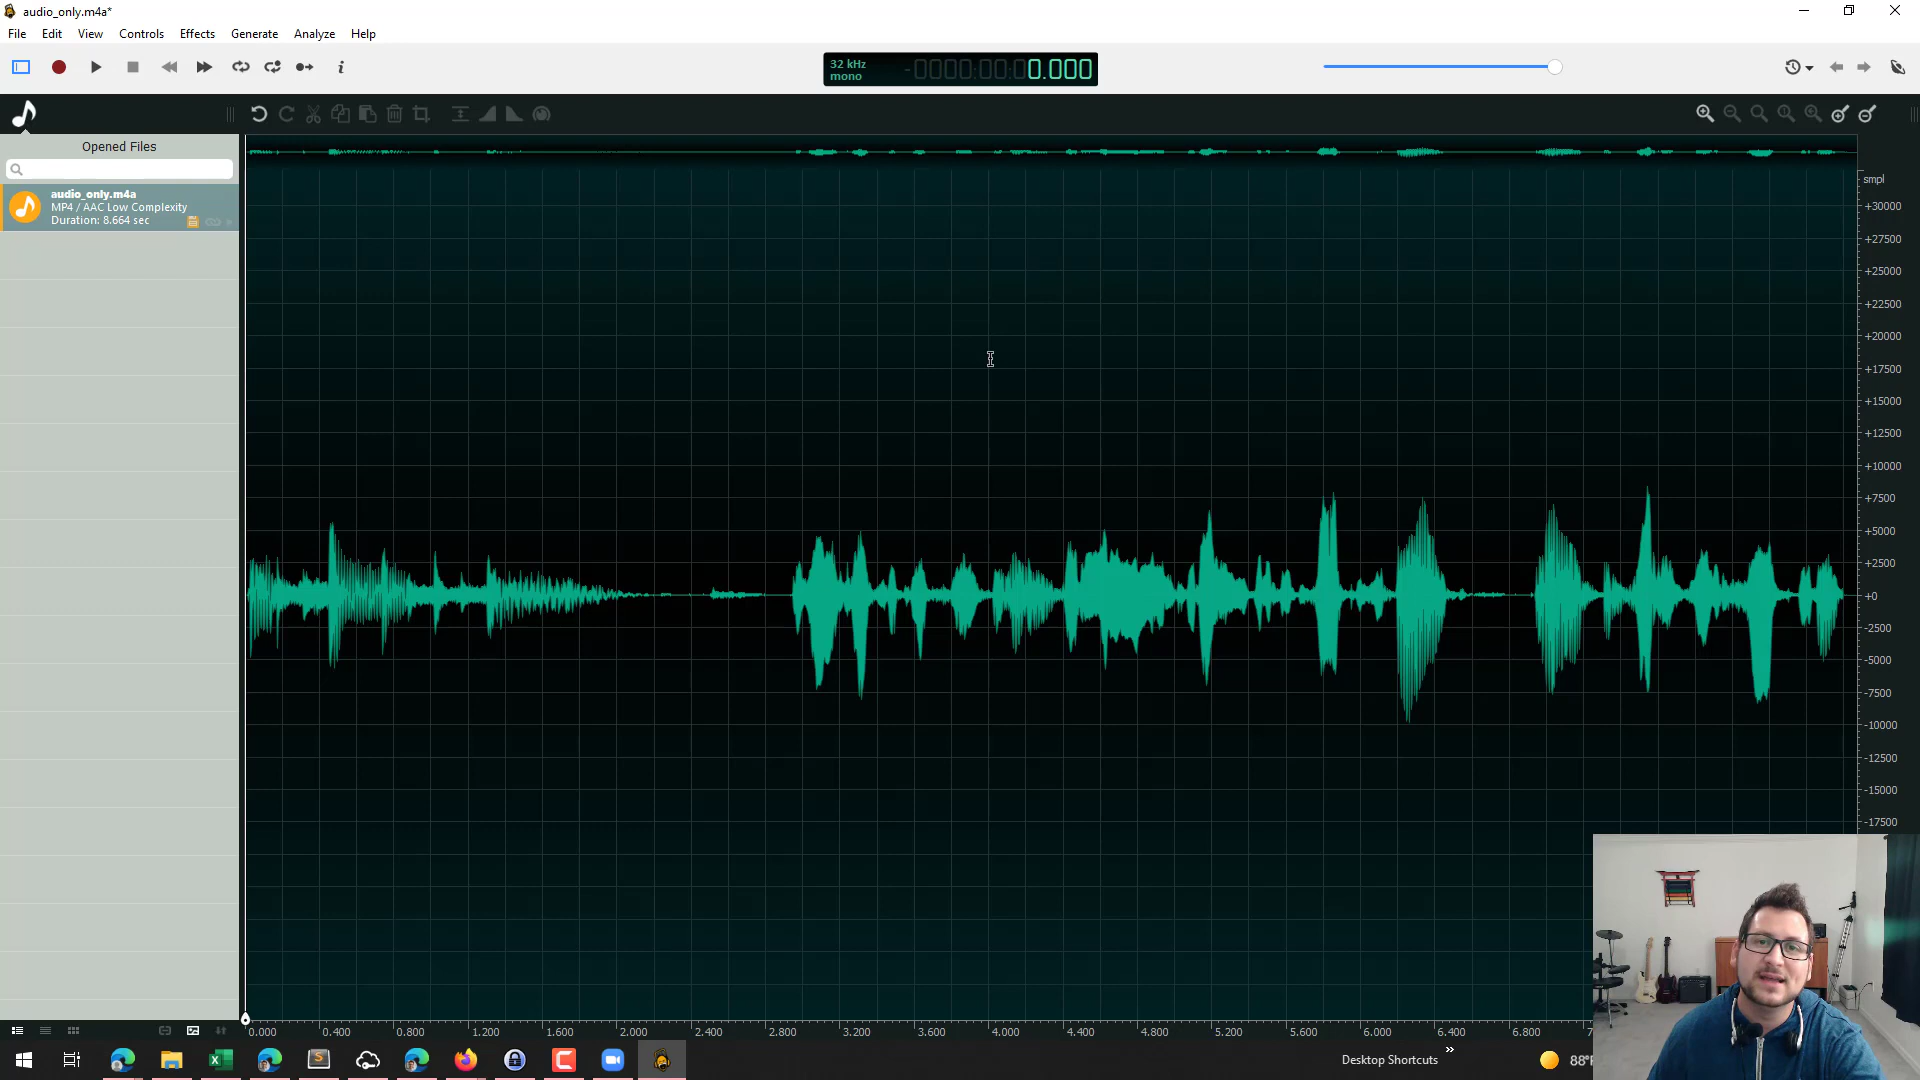 audio_only.m4a*
File Edit View Controls Effects Generate Analyze Help
32 kHz
mono
-0000:00:00.000
Opened Files
audio_only.m4a
MP4 / AAC Low Complexity
Duration: 8.664 sec
smpl
+30000
+27500
+25000
+22500
+20000
+17500
+15000
+12500
+10000
+7500
+5000
+2500
+0
-2500
-5000
-7500
-10000
-12500
-15000
-17500
0.000 0.400 0.800 1.200 1.600 2.000 2.400 2.800 3.200 3.600 4.000 4.400 4.800 5.200 5.600 6.000 6.400 6.800
Desktop Shortcuts
88°F